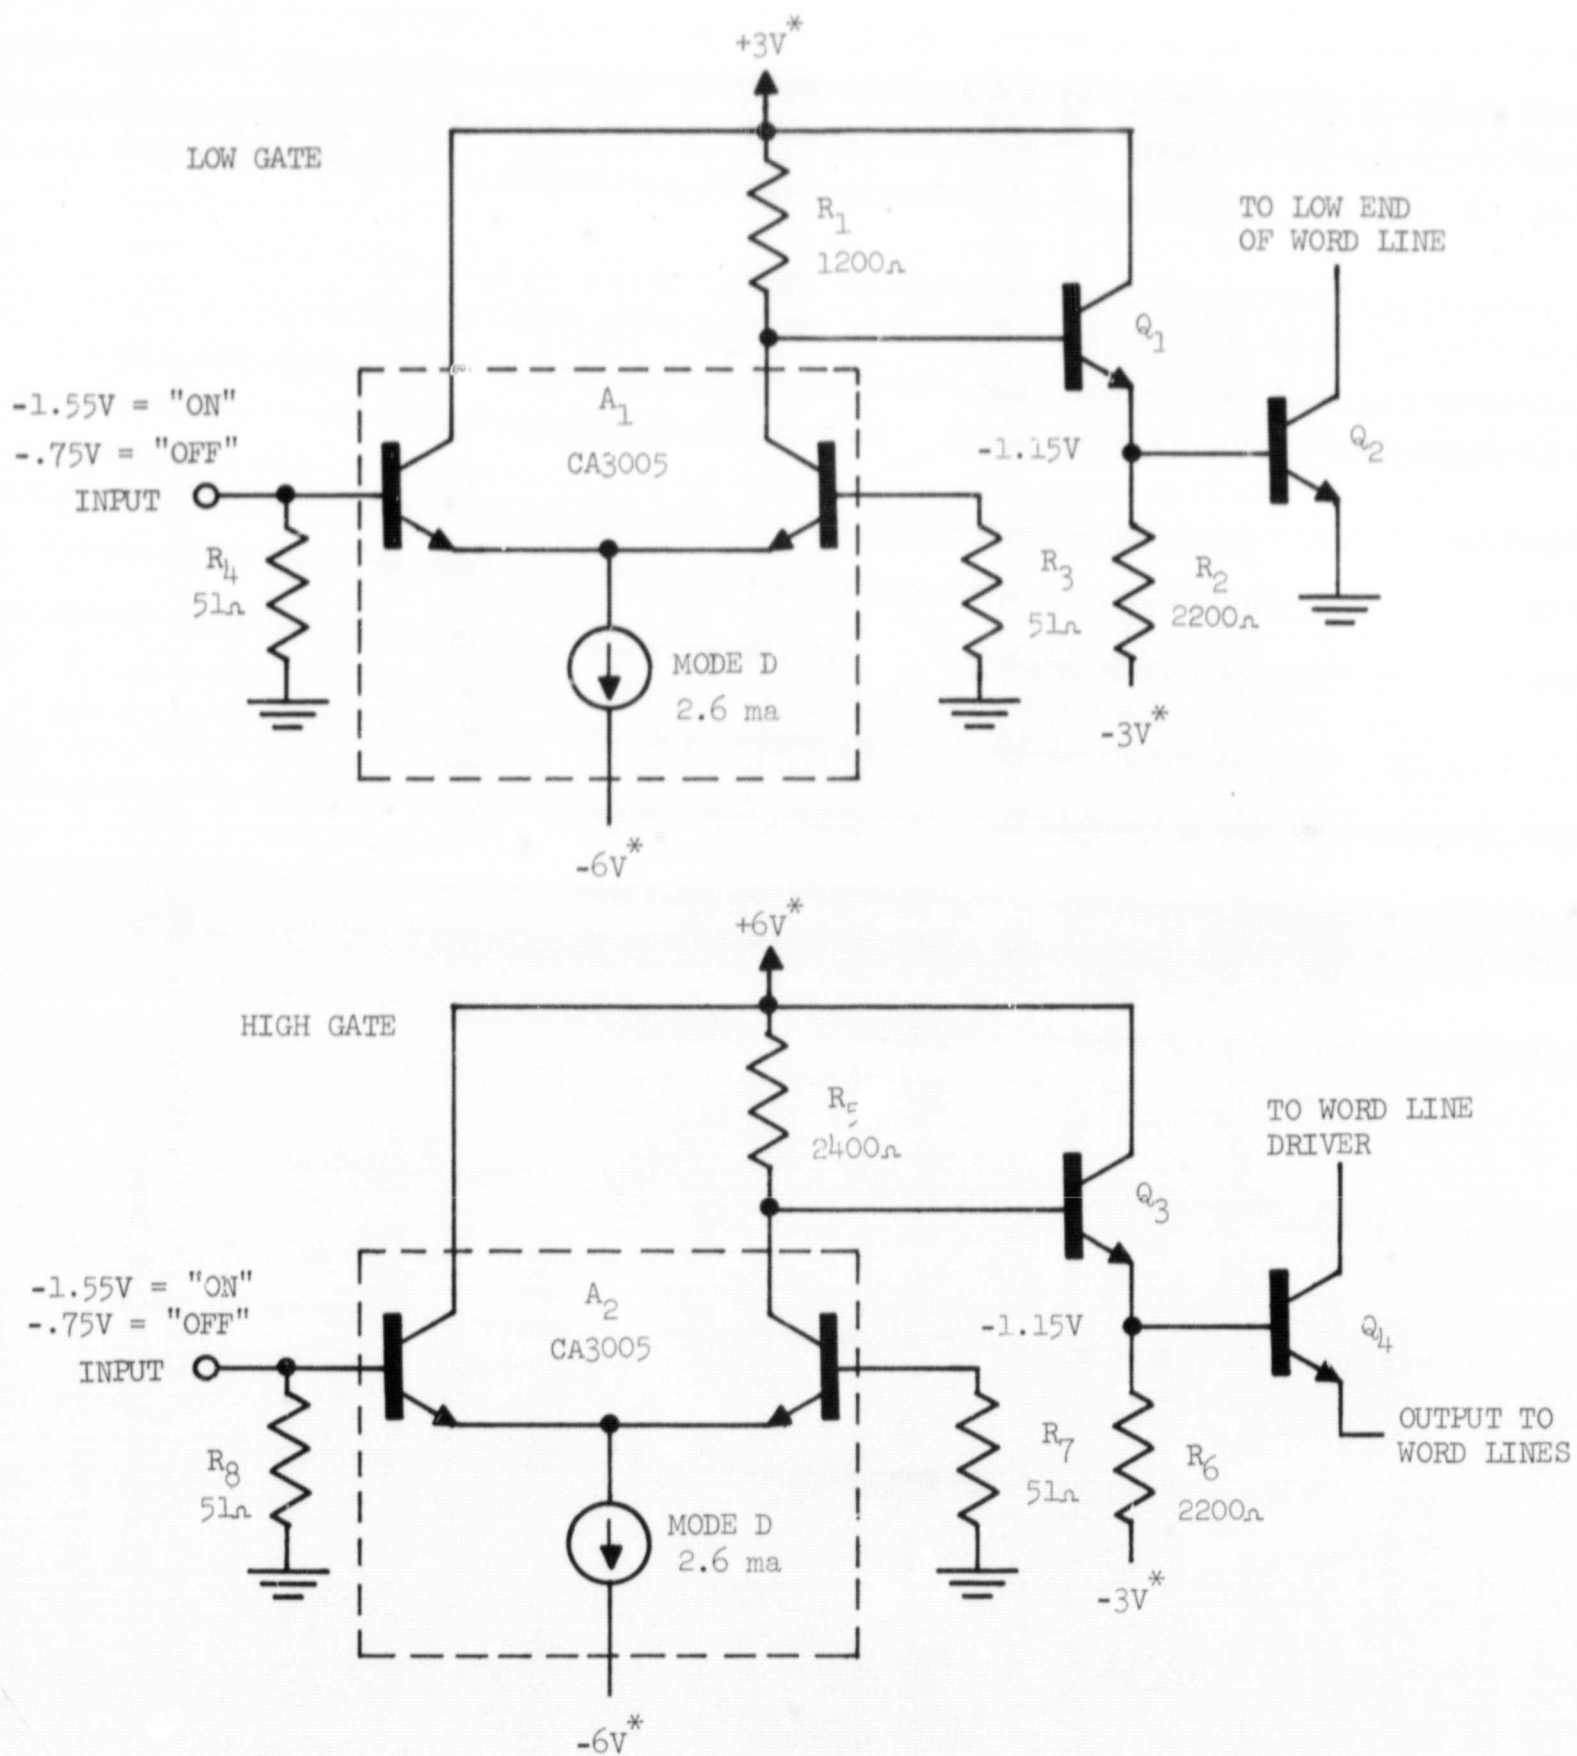 +3V*
LOW GATE
R1
1200Ω
TO LOW END
OF WORD LINE
Q1
-1.55V = "ON"
-.75V = "OFF"
INPUT
A1
CA3005
-1.15V
Q2
R4
51Ω
R3
51Ω
R2
2200Ω
MODE D
2.6 ma
-3V*
-6V*
+6V*
HIGH GATE
R5
2400Ω
TO WORD LINE
DRIVER
Q3
-1.55V = "ON"
-.75V = "OFF"
INPUT
A2
CA3005
-1.15V
Q4
OUTPUT TO
WORD LINES
R8
51Ω
R7
51Ω
R6
2200Ω
MODE D
2.6 ma
-3V*
-6V*